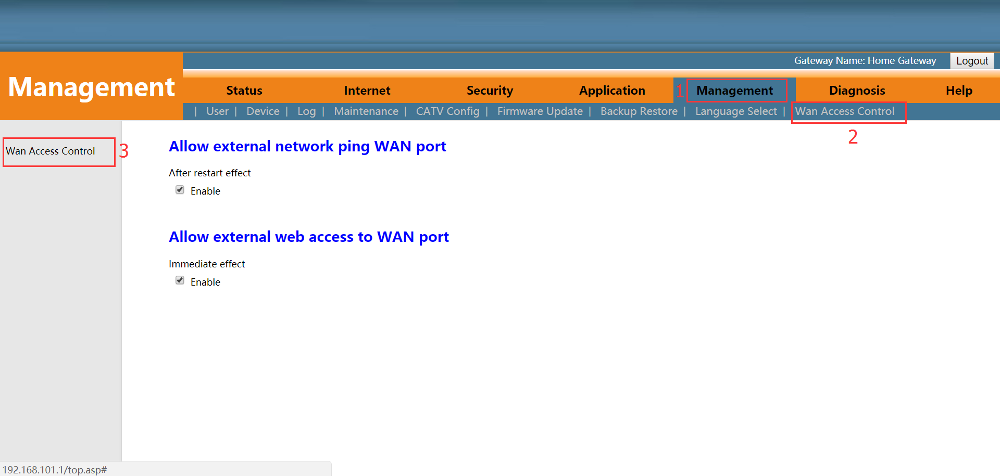 Gateway Name: Home Gateway Logout
Management
Status Internet Security Application 1 Management Diagnosis Help
| User | Device | Log | Maintenance | CATV Config | Firmware Update | Backup Restore | Language Select | Wan Access Control
2
Wan Access Control 3
Allow external network ping WAN port
After restart effect
Enable
Allow external web access to WAN port
Immediate effect
Enable
192.168.101.1/top.asp#